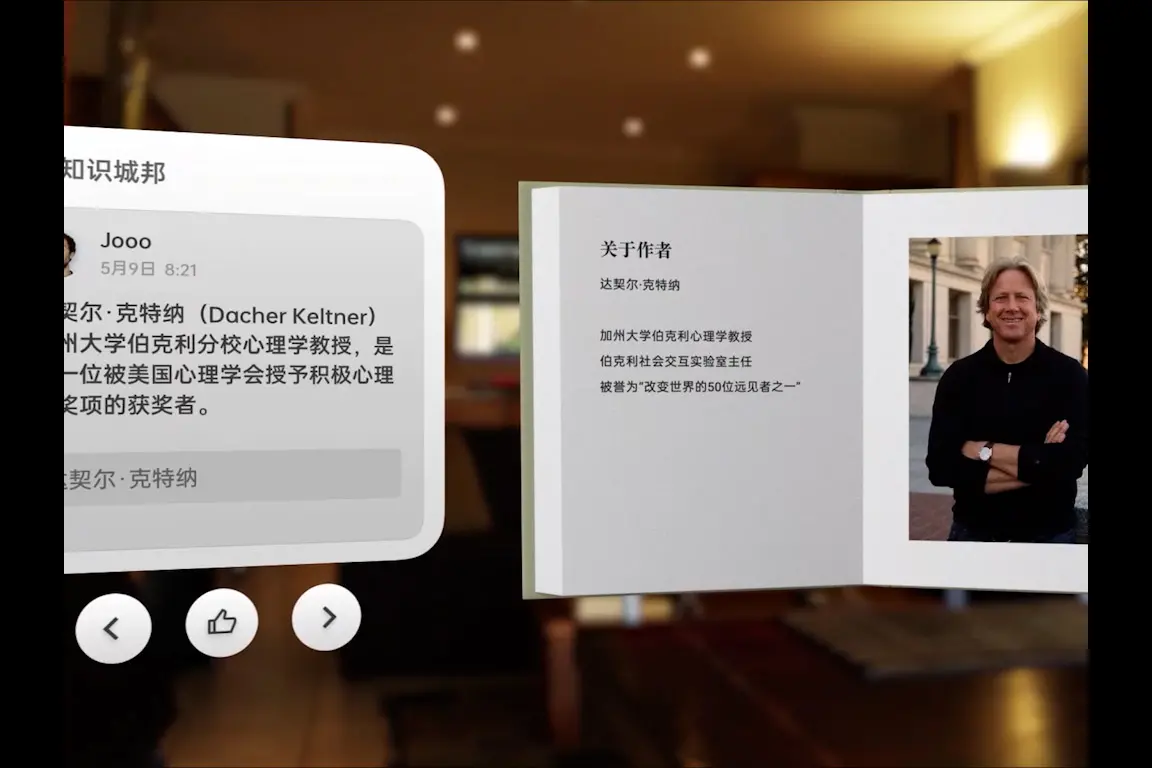 知识城邦
Jooo
5月9日 8:21
契尔·克特纳（Dacher Keltner）
州大学伯克利分校心理学教授，是
一位被美国心理学会授予积极心理
奖项的获奖者。
达契尔·克特纳
关于作者
达契尔·克特纳
加州大学伯克利心理学教授
伯克利社会交互实验室主任
被誉为“改变世界的50位远见者之一”